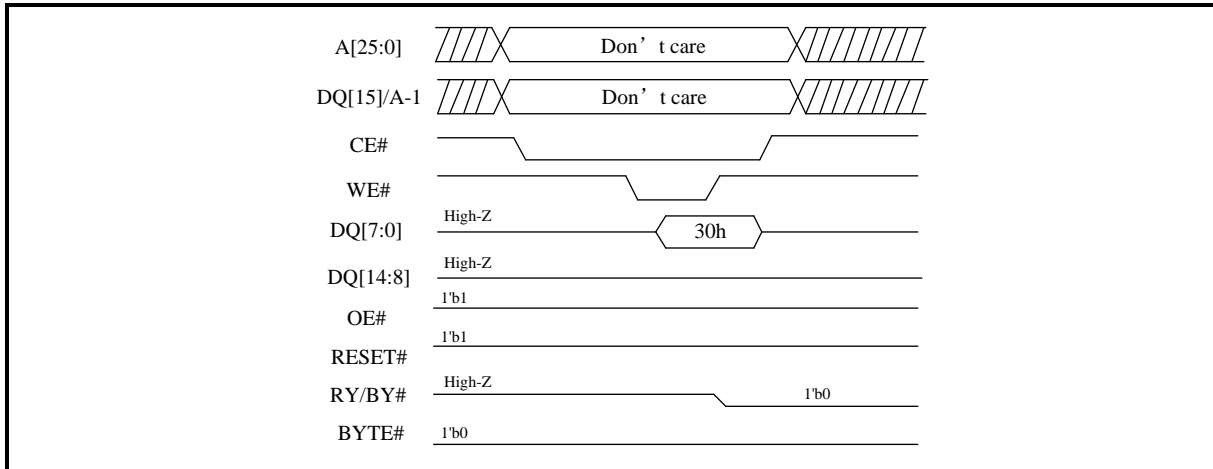 A[25:0] Don’t care
DQ[15]/A-1 Don’t care
CE#
WE#
DQ[7:0] High-Z 30h
DQ[14:8] High-Z
OE# 1'b1
RESET# 1'b1
RY/BY# High-Z 1'b0
BYTE# 1'b0